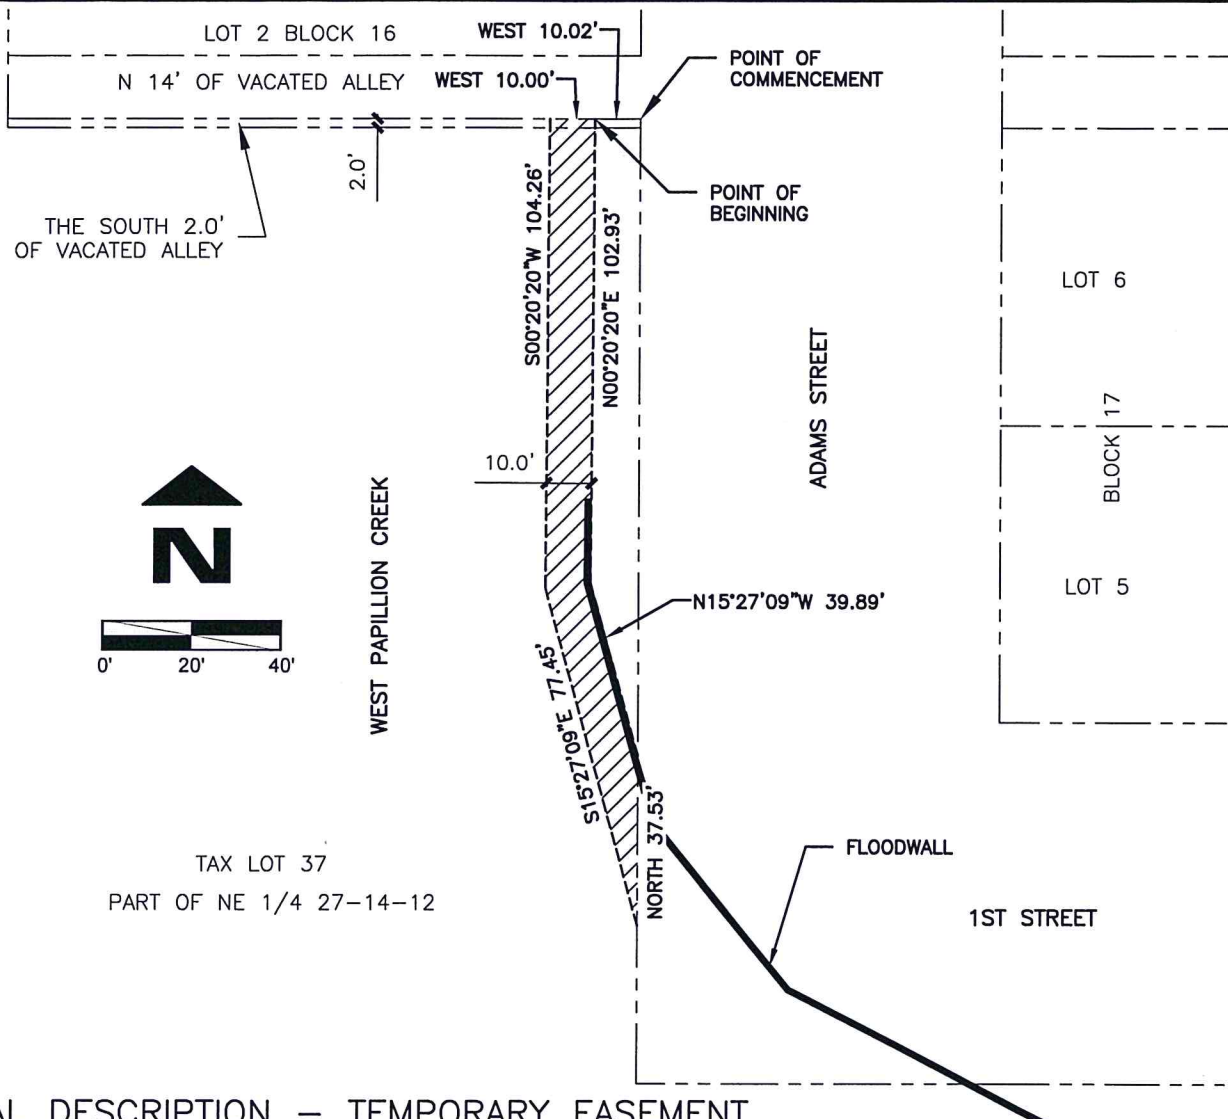 LOT 2 BLOCK 16
WEST 10.02'
N 14' OF VACATED ALLEY
WEST 10.00'
POINT OF
COMMENCEMENT
2.0'
THE SOUTH 2.0'
OF VACATED ALLEY
POINT OF
BEGINNING
S00°20'20"W 104.26'
N00°20'20"E 102.93'
LOT 6
ADAMS STREET
BLOCK 17
10.0'
WEST PAPILLION CREEK
N
0' 20' 40'
LOT 5
N15°27'09"W 39.89'
S15°27'09"E 77.45'
NORTH 37.53'
FLOODWALL
TAX LOT 37
PART OF NE 1/4 27-14-12
1ST STREET
DESCRIPTION – TEMPORARY EASEMENT